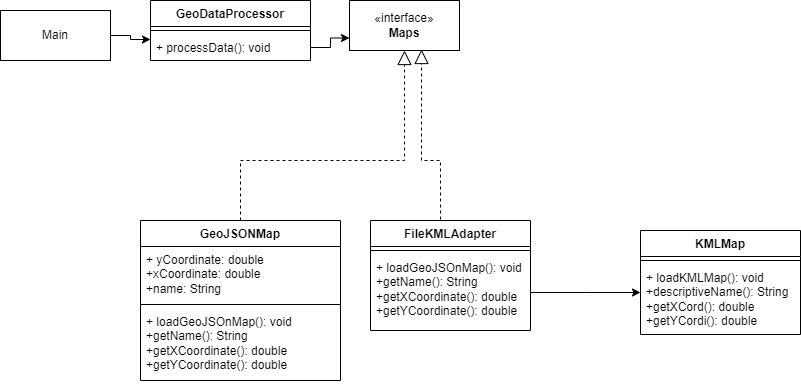 Main
GeoDataProcessor
+ processData(): void
«interface»
Maps
GeoJSONMap
+ yCoordinate: double
+xCoordinate: double
+name: String
+ loadGeoJSOnMap(): void
+getName(): String
+getXCoordinate(): double
+getYCoordinate(): double
FileKMLAdapter
+ loadGeoJSOnMap(): void
+getName(): String
+getXCoordinate(): double
+getYCoordinate(): double
KMLMap
+ loadKMLMap(): void
+descriptiveName(): String
+getXCord(): double
+getYCordi(): double